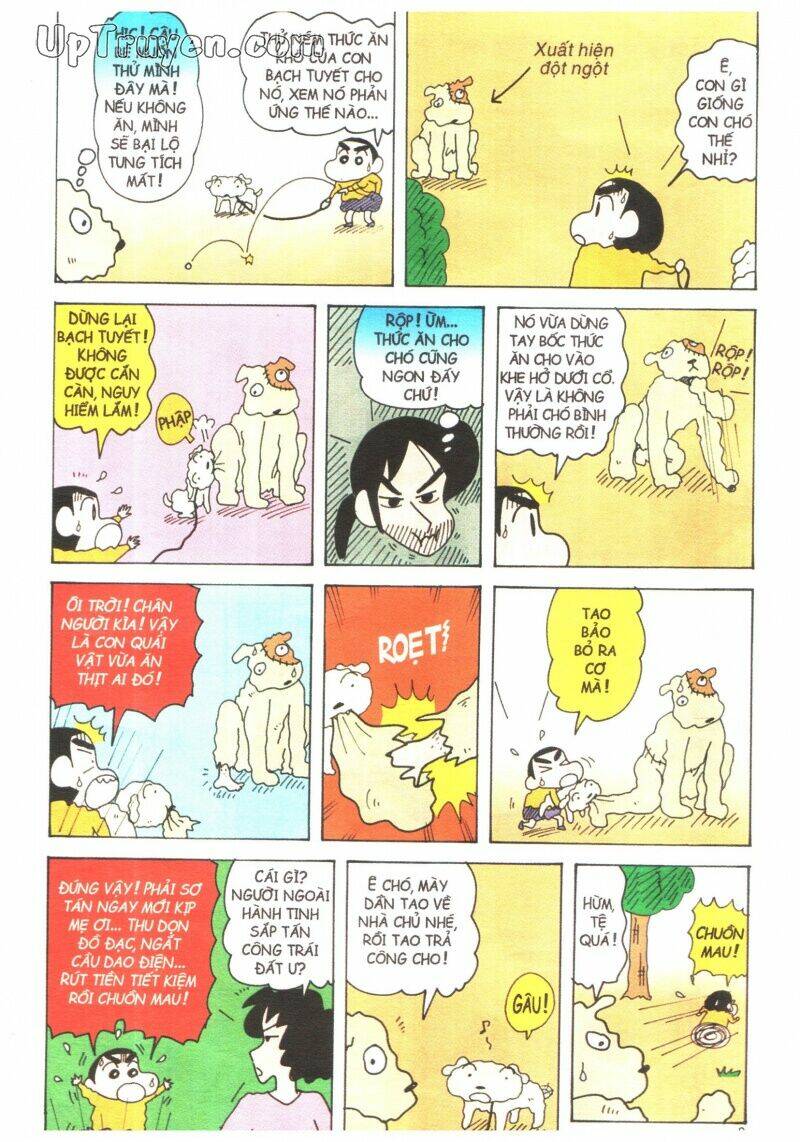 UpTruyen.com
Xuất hiện
đột ngột
Ê,
CON GÌ
GIỐNG
CON CHÓ
THẾ
NHỈ?
THỬ NÉM THỨC ĂN
KHÔ CỦA CON
BẠCH TUYẾT CHO
NÓ, XEM NÓ PHẢN
ỨNG THẾ NÀO...
HIC! CẬU
BÉ MUỐN
THỬ MÌNH
ĐÂY MÀ!
NẾU KHÔNG
ĂN, MÌNH
SẼ BẠI LỘ
TUNG TÍCH
MẤT!
RỘP!
RỘP!
NÓ VỪA DÙNG
TAY BỐC THỨC
ĂN CHO VÀO
KHE HỞ DƯỚI CỔ.
VẬY LÀ KHÔNG
PHẢI CHÓ BÌNH
THƯỜNG RỒI!
RỘP! ỪM...
THỨC ĂN CHO
CHÓ CŨNG
NGON ĐẤY
CHỨ!
DỪNG LẠI
BẠCH TUYẾT!
KHÔNG
ĐƯỢC CẮN
CÀN, NGUY
HIỂM LẮM!
PHẬP
TAO
BẢO
BỎ RA
CƠ
MÀ!
ROẸT
ÔI TRỜI! CHÂN
NGƯỜI KÌA! VẬY
LÀ CON QUÁI
VẬT VỪA ĂN
THỊT AI ĐÓ!
CHUỒN
MAU!
HỪM,
TỆ
QUÁ!
Ê CHÓ, MÀY
DẪN TAO VỀ
NHÀ CHỦ NHÉ,
RỒI TAO TRẢ
CÔNG CHO!
GÂU!
CÁI GÌ?
NGƯỜI NGOÀI
HÀNH TINH
SẮP TẤN
CÔNG TRÁI
ĐẤT Ư?
ĐÚNG VẬY! PHẢI SƠ
TÁN NGAY MỚI KỊP
MẸ ƠI... THU DỌN
ĐỒ ĐẠC, NGẮT
CẦU DAO ĐIỆN...
RÚT TIỀN TIẾT KIỆM
RỒI CHUỒN MAU!